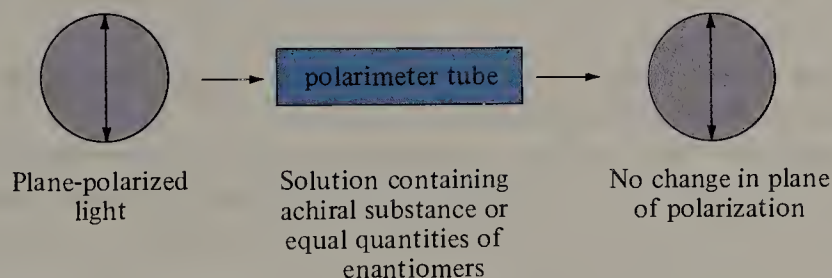 polarimeter tube
Plane-polarized
light
Solution containing
achiral substance or
equal quantities of
enantiomers
No change in plane
of polarization